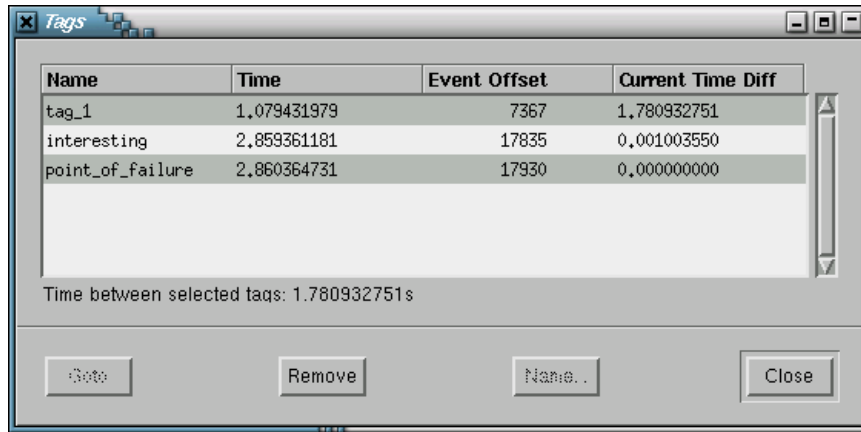 Tags
Name Time Event Offset Current Time Diff
tag_1 1.079431979 7367 1.780932751
interesting 2.859361181 17835 0.001003550
point_of_failure 2.860364731 17930 0.000000000
Time between selected tags: 1.780932751s
Goto Remove Name.. Close